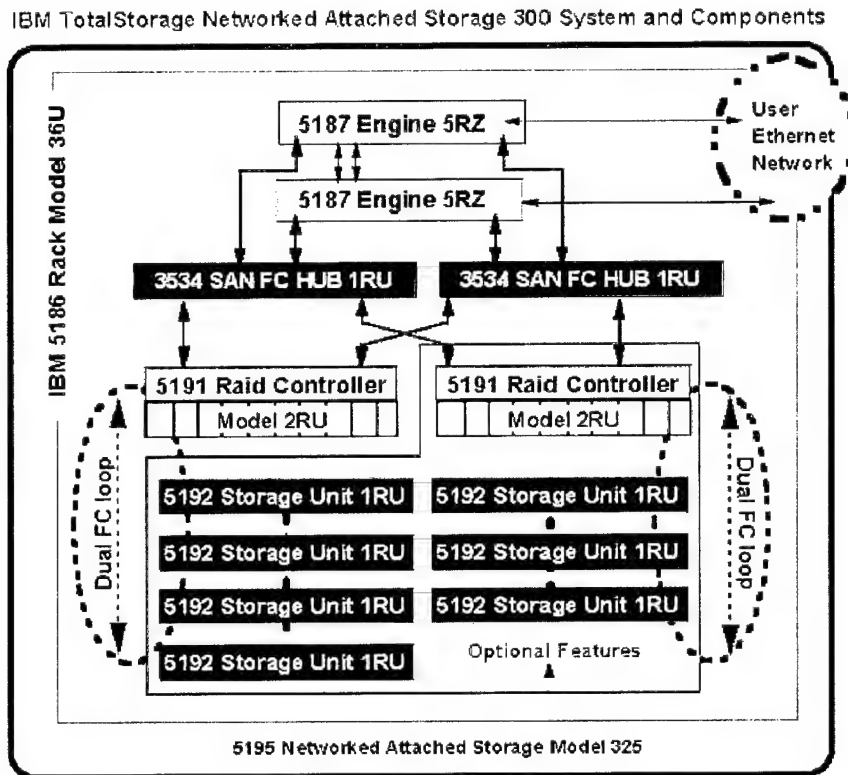 IBM TotalStorage Networked Attached Storage 300 System and Components
IBM 5186 Rack Model 36U
5187 Engine 5RZ
User
Ethernet
Network
5187 Engine 5RZ
3534 SAN FC HUB 1RU
3534 SAN FC HUB 1RU
5191 Raid Controller
Model 2RU
5191 Raid Controller
Model 2RU
Dual FC loop
Dual FC loop
5192 Storage Unit 1RU
5192 Storage Unit 1RU
5192 Storage Unit 1RU
5192 Storage Unit 1RU
5192 Storage Unit 1RU
5192 Storage Unit 1RU
5192 Storage Unit 1RU
Optional Features
5195 Networked Attached Storage Model 325